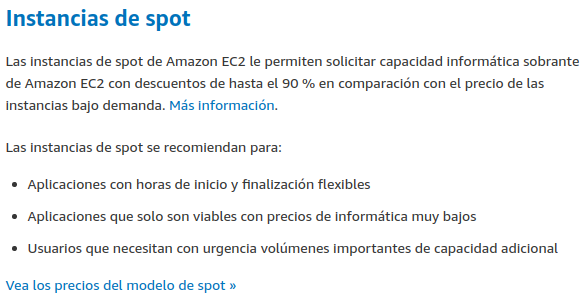 Instancias de spot
Las instancias de spot de Amazon EC2 le permiten solicitar capacidad informática sobrante
de Amazon EC2 con descuentos de hasta el 90 % en comparación con el precio de las
instancias bajo demanda. Más información.
Las instancias de spot se recomiendan para:
• Aplicaciones con horas de inicio y finalización flexibles
• Aplicaciones que solo son viables con precios de informática muy bajos
• Usuarios que necesitan con urgencia volúmenes importantes de capacidad adicional
Vea los precios del modelo de spot »